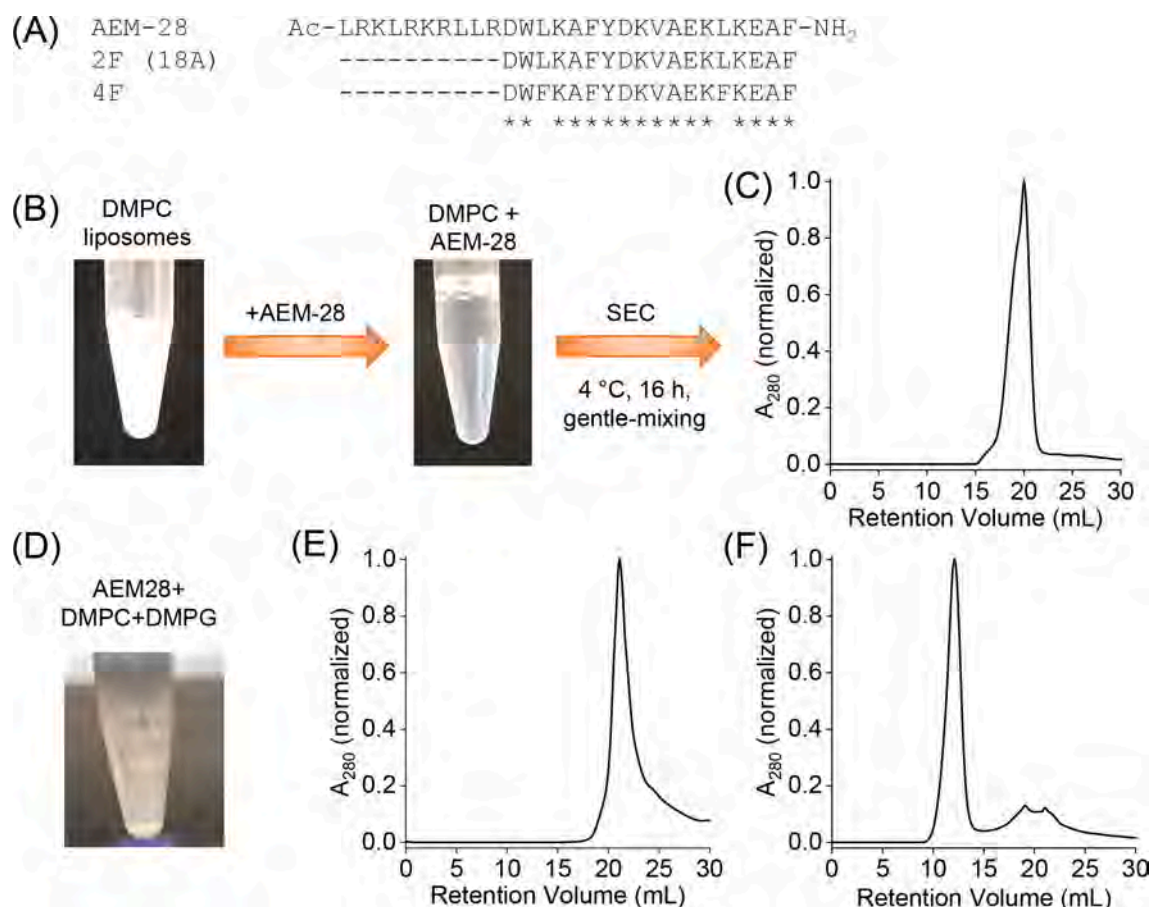 (A) AEM-28 Ac-LRKLRKRLLRDWLKAFYDKVAEKLKEAF-NH2
2F (18A) ----------DWLKAFYDKVAEKLKEAF
4F ----------DWFKAFYDKVAEKFKEAF
** *********** ****
(B)
DMPC
liposomes
+AEM-28
DMPC +
AEM-28
SEC
4 °C, 16 h,
gentle-mixing
(C)
A280 (normalized)
1.0
0.8
0.6
0.4
0.2
0.0
0 5 10 15 20 25 30
Retention Volume (mL)
(D)
AEM28+
DMPC+DMPG
(E)
A280 (normalized)
1.0
0.8
0.6
0.4
0.2
0.0
0 5 10 15 20 25 30
Retention Volume (mL)
(F)
A280 (normalized)
1.0
0.8
0.6
0.4
0.2
0.0
0 5 10 15 20 25 30
Retention Volume (mL)